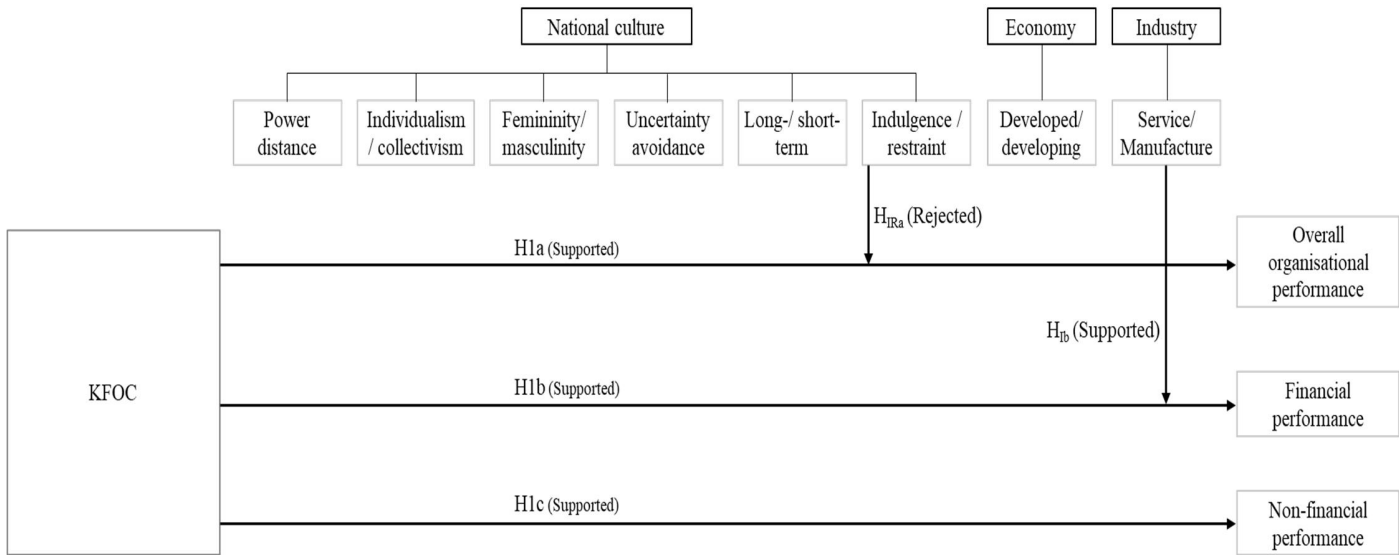 National culture
Economy
Industry
Power
distance
Individualism
/ collectivism
Femininity/
masculinity
Uncertainty
avoidance
Long-/ short-
term
Indulgence /
restraint
Developed/
developing
Service/
Manufacture
H_IRa (Rejected)
H1a (Supported)
Overall
organisational
performance
H_Ib (Supported)
KFOC
H1b (Supported)
Financial
performance
H1c (Supported)
Non-financial
performance